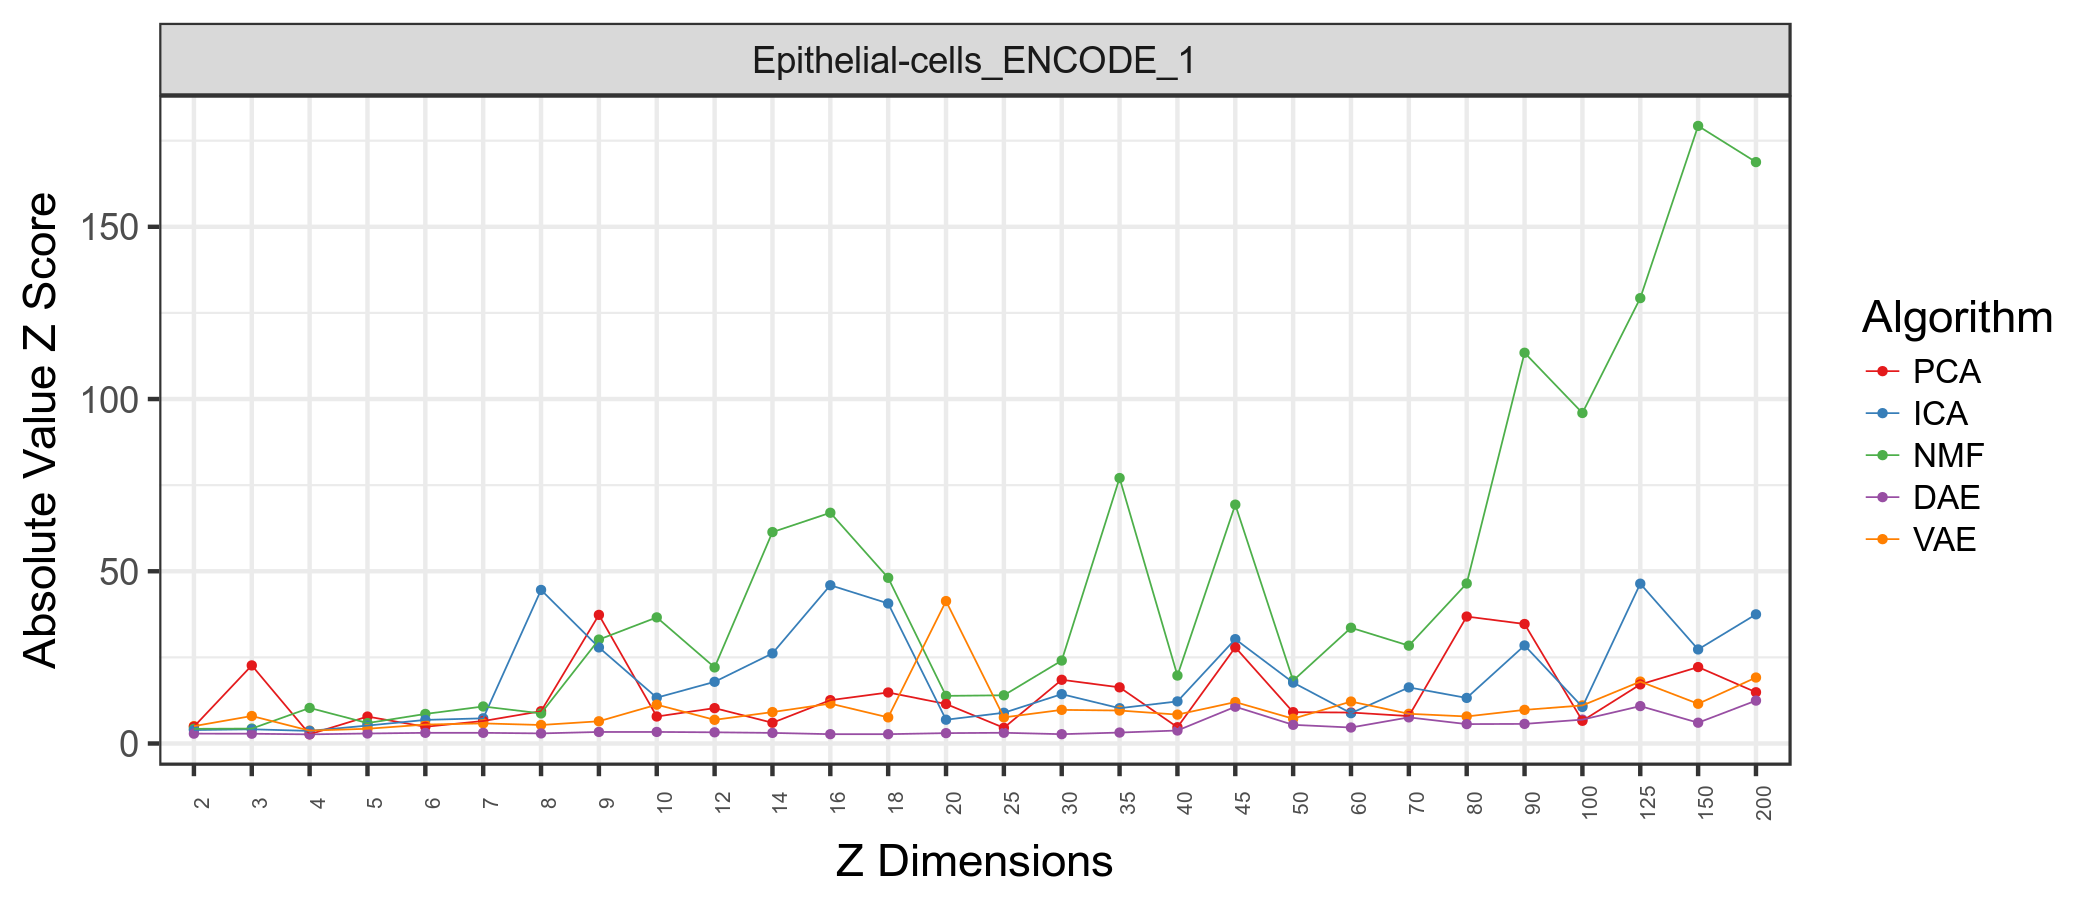 Epithelial-cells_ENCODE_1
Absolute Value Z Score
150
100
50
0
2 3 4 5 6 7 8 9 10 12 14 16 18 20 25 30 35 40 45 50 60 70 80 90 100 125 150 200
Z Dimensions
Algorithm
PCA
ICA
NMF
DAE
VAE